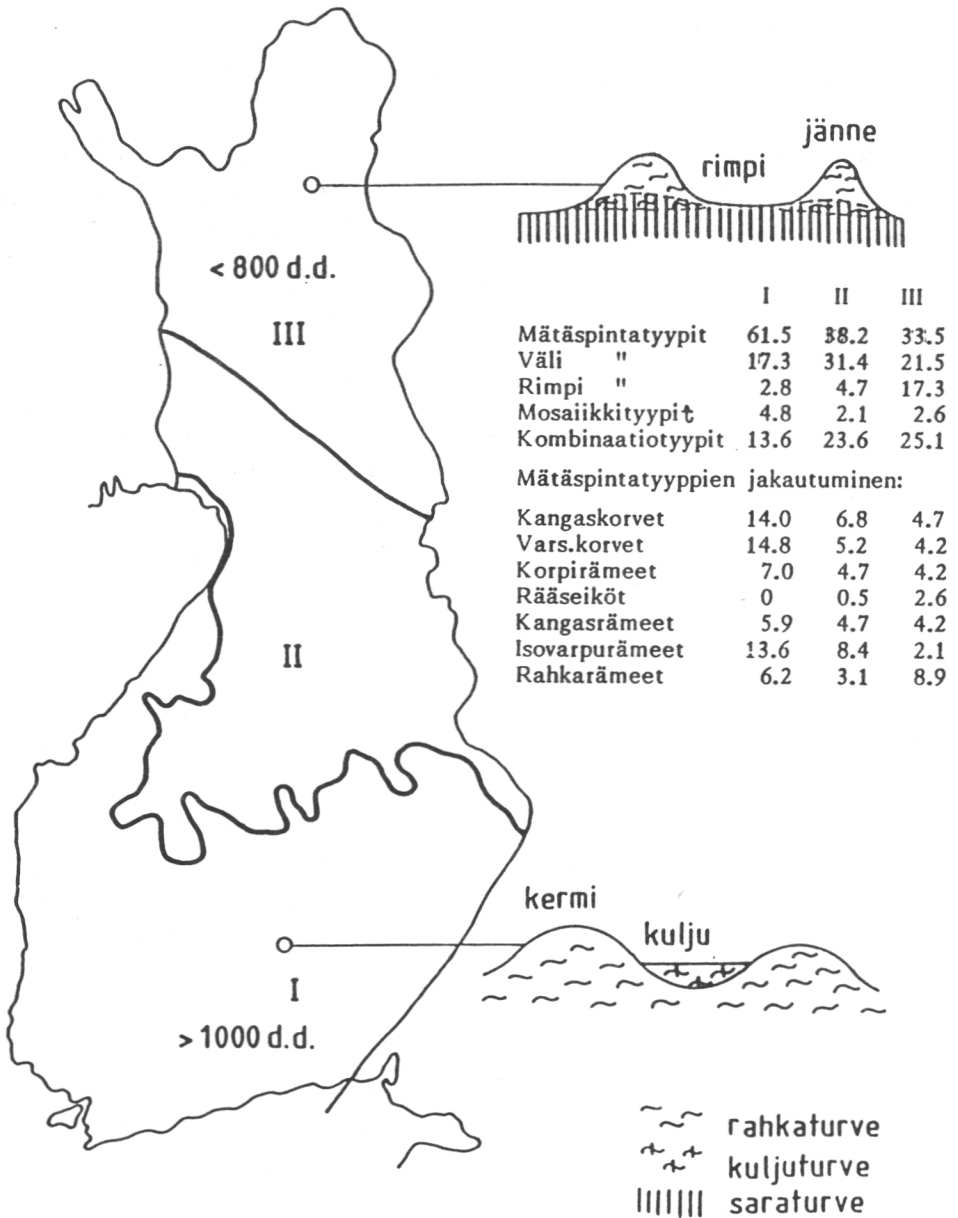 jänne
rimpi
< 800 d.d.
III
I II III
Mätäspintatyypit 61.5 38.2 33.5
Väli " 17.3 31.4 21.5
Rimpi " 2.8 4.7 17.3
Mosaiikkityypit 4.8 2.1 2.6
Kombinaatiotyypit 13.6 23.6 25.1
Mätäspintatyyppien jakautuminen:
Kangaskorvet 14.0 6.8 4.7
Vars.korvet 14.8 5.2 4.2
Korpirämeet 7.0 4.7 4.2
Rääseiköt 0 0.5 2.6
Kangasrämeet 5.9 4.7 4.2
Isovarpurämeet 13.6 8.4 2.1
Rahkarämeet 6.2 3.1 8.9
II
kermi
kulju
I
> 1000 d.d.
rahkaturve
kuljuturve
saraturve